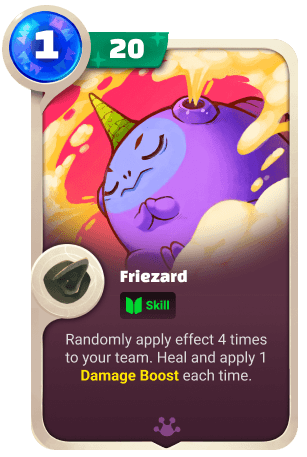 1
20
Friezard
Skill
Randomly apply effect 4 times
to your team. Heal and apply 1
Damage Boost each time.